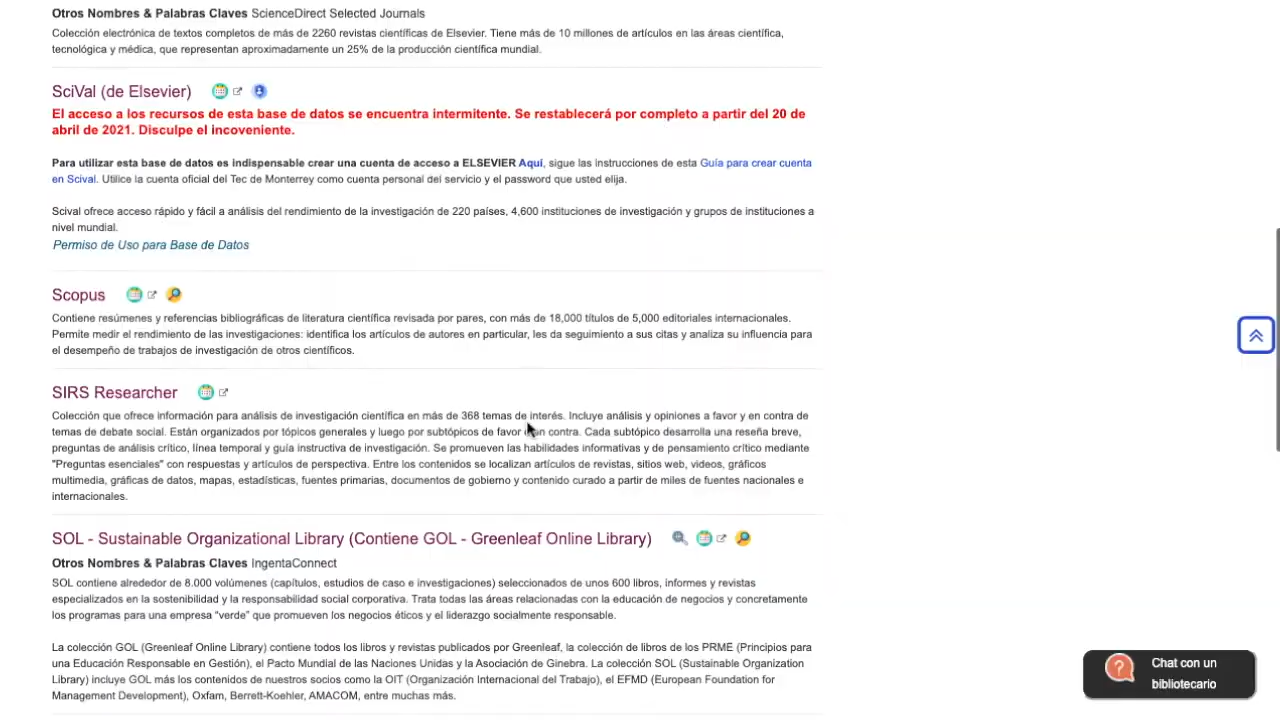 Otros Nombres & Palabras Claves ScienceDirect Selected Journals
Colección electrónica de textos completos de más de 2260 revistas científicas de Elsevier. Tiene más de 10 millones de artículos en las áreas científica,
tecnológica y médica, que representan aproximadamente un 25% de la producción científica mundial.
SciVal (de Elsevier)
El acceso a los recursos de esta base de datos se encuentra intermitente. Se restablecerá por completo a partir del 20 de
abril de 2021. Disculpe el incoveniente.
Para utilizar esta base de datos es indispensable crear una cuenta de acceso a ELSEVIER Aquí, sigue las instrucciones de esta Guía para crear cuenta
en Scival. Utilice la cuenta oficial del Tec de Monterrey como cuenta personal del servicio y el password que usted elija.
Scival ofrece acceso rápido y fácil a análisis del rendimiento de la investigación de 220 países, 4,600 instituciones de investigación y grupos de instituciones a
nivel mundial.
Permiso de Uso para Base de Datos
Scopus
Contiene resúmenes y referencias bibliográficas de literatura científica revisada por pares, con más de 18,000 títulos de 5,000 editoriales internacionales.
Permite medir el rendimiento de las investigaciones: identifica los artículos de autores en particular, les da seguimiento a sus citas y analiza su influencia para
el desempeño de trabajos de investigación de otros científicos.
SIRS Researcher
Colección que ofrece información para análisis de investigación científica en más de 368 temas de interés. Incluye análisis y opiniones a favor y en contra de
temas de debate social. Están organizados por tópicos generales y luego por subtópicos de favor en contra. Cada subtópico desarrolla una reseña breve,
preguntas de análisis crítico, línea temporal y guía instructiva de investigación. Se promueven las habilidades informativas y de pensamiento crítico mediante
"Preguntas esenciales" con respuestas y artículos de perspectiva. Entre los contenidos se localizan artículos de revistas, sitios web, videos, gráficos
multimedia, gráficas de datos, mapas, estadísticas, fuentes primarias, documentos de gobierno y contenido curado a partir de miles de fuentes nacionales e
internacionales.
SOL - Sustainable Organizational Library (Contiene GOL - Greenleaf Online Library)
Otros Nombres & Palabras Claves IngentaConnect
SOL contiene alrededor de 8.000 volúmenes (capítulos, estudios de caso e investigaciones) seleccionados de unos 600 libros, informes y revistas
especializados en la sostenibilidad y la responsabilidad social corporativa. Trata todas las áreas relacionadas con la educación de negocios y concretamente
los programas para una empresa "verde" que promueven los negocios éticos y el liderazgo socialmente responsable.
La colección GOL (Greenleaf Online Library) contiene todos los libros y revistas publicados por Greenleaf, la colección de libros de los PRME (Principios para
una Educación Responsable en Gestión), el Pacto Mundial de las Naciones Unidas y la Asociación de Ginebra. La colección SOL (Sustainable Organization
Library) incluye GOL más los contenidos de nuestros socios como la OIT (Organización Internacional del Trabajo), el EFMD (European Foundation for
Management Development), Oxfam, Berrett-Koehler, AMACOM, entre muchas más.
Chat con un
bibliotecario